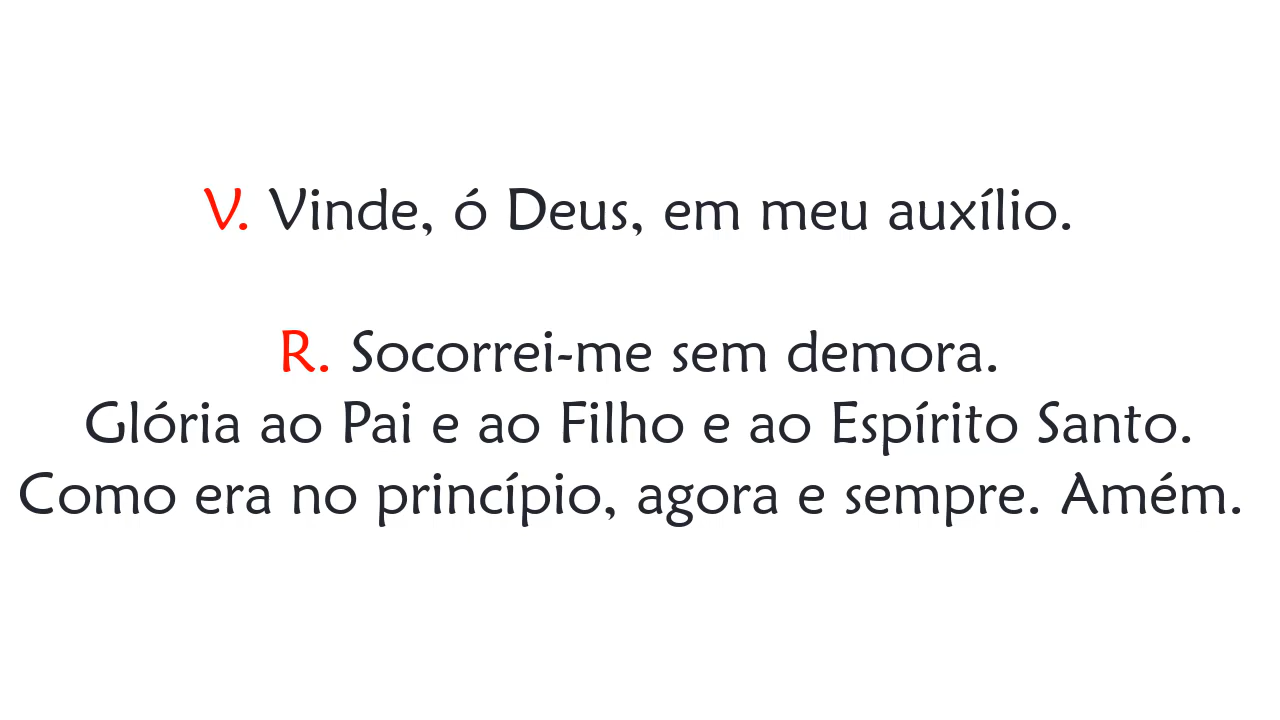 V. Vinde, ó Deus, em meu auxílio.
R. Socorrei-me sem demora.
Glória ao Pai e ao Filho e ao Espírito Santo.
Como era no princípio, agora e sempre. Amém.